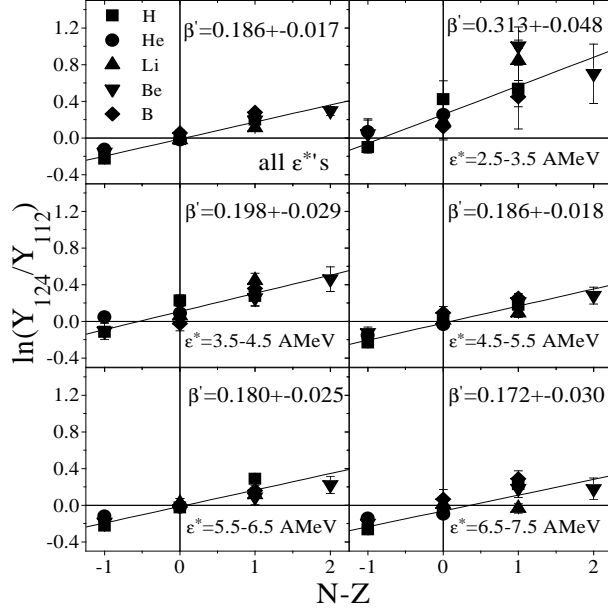 H
He
Li
Be
B
β'=0.186+-0.017
all ε*'s
β'=0.313+-0.048
ε*=2.5-3.5 AMeV
1.2
0.8
0.4
0.0
-0.4
β'=0.198+-0.029
ε*=3.5-4.5 AMeV
β'=0.186+-0.018
ε*=4.5-5.5 AMeV
1.2
0.8
0.4
0.0
-0.4
β'=0.180+-0.025
ε*=5.5-6.5 AMeV
β'=0.172+-0.030
ε*=6.5-7.5 AMeV
1.2
0.8
0.4
0.0
-0.4
-1 0 1 2 -1 0 1 2
N-Z
ln(Y124/Y112)